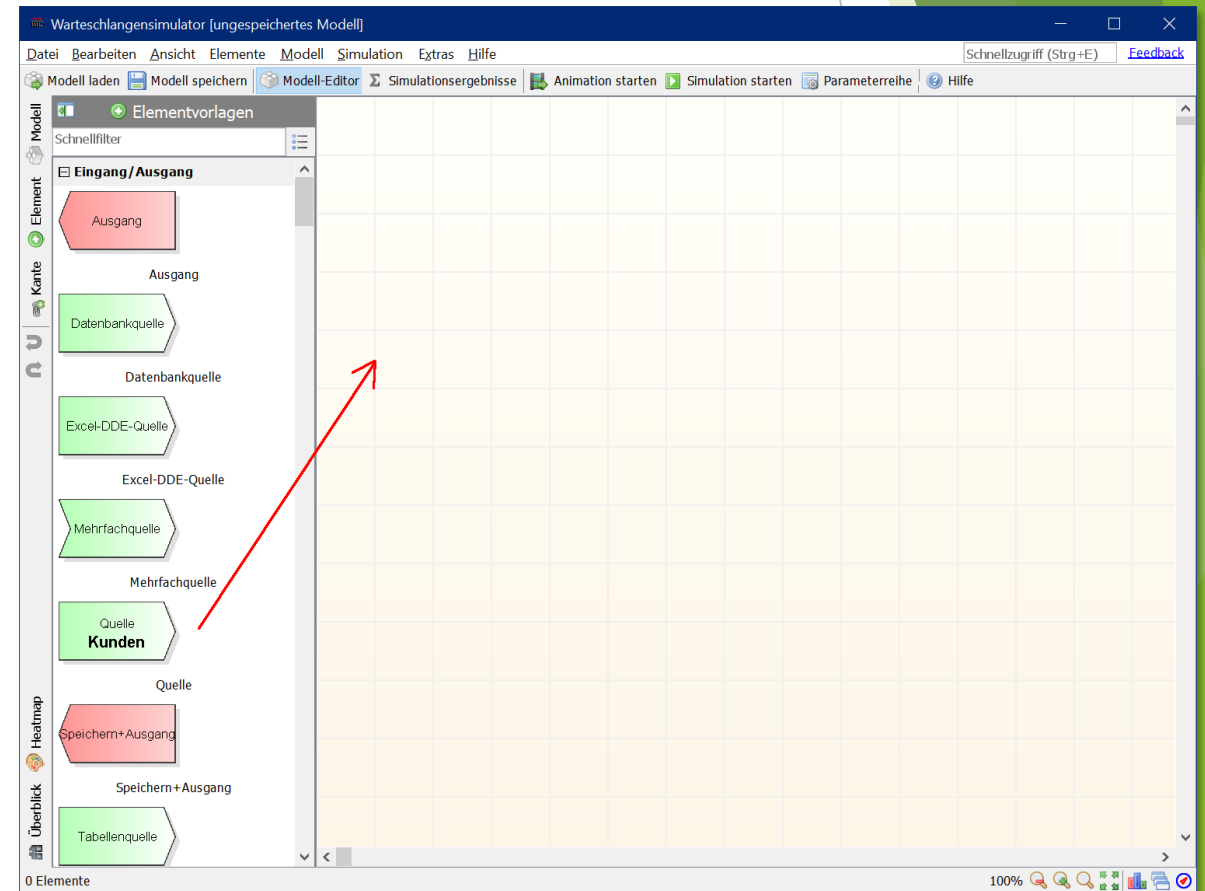 Warteschlangensimulator [ungespeichertes Modell]
Datei Bearbeiten Ansicht Elemente Modell Simulation Extras Hilfe
Schnellzugriff (Strg+E) Feedback
Modell laden Modell speichern Modell-Editor Σ Simulationsergebnisse Animation starten Simulation starten Parameterreihe Hilfe
Modell
Element
Kante
Heatmap
Überblick
Elementvorlagen
Schnellfilter
Eingang/Ausgang
Ausgang
Ausgang
Datenbankquelle
Datenbankquelle
Excel-DDE-Quelle
Excel-DDE-Quelle
Mehrfachquelle
Mehrfachquelle
Quelle
Kunden
Quelle
Speichern+Ausgang
Speichern+Ausgang
Tabellenquelle
0 Elemente
100%